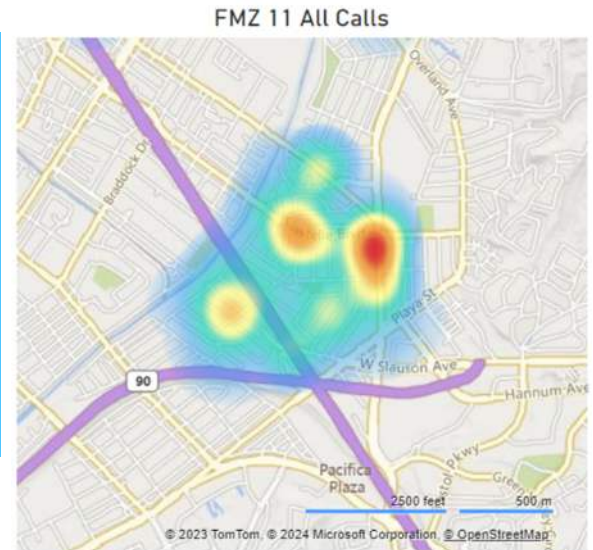 FMZ 11 All Calls
Overland Ave
Braddock Dr
Playa St
W Slauson Ave
90
Hannum Ave
Pacifica
Plaza
2500 feet
500 m
© 2023 TomTom, © 2024 Microsoft Corporation, © OpenStreetMap